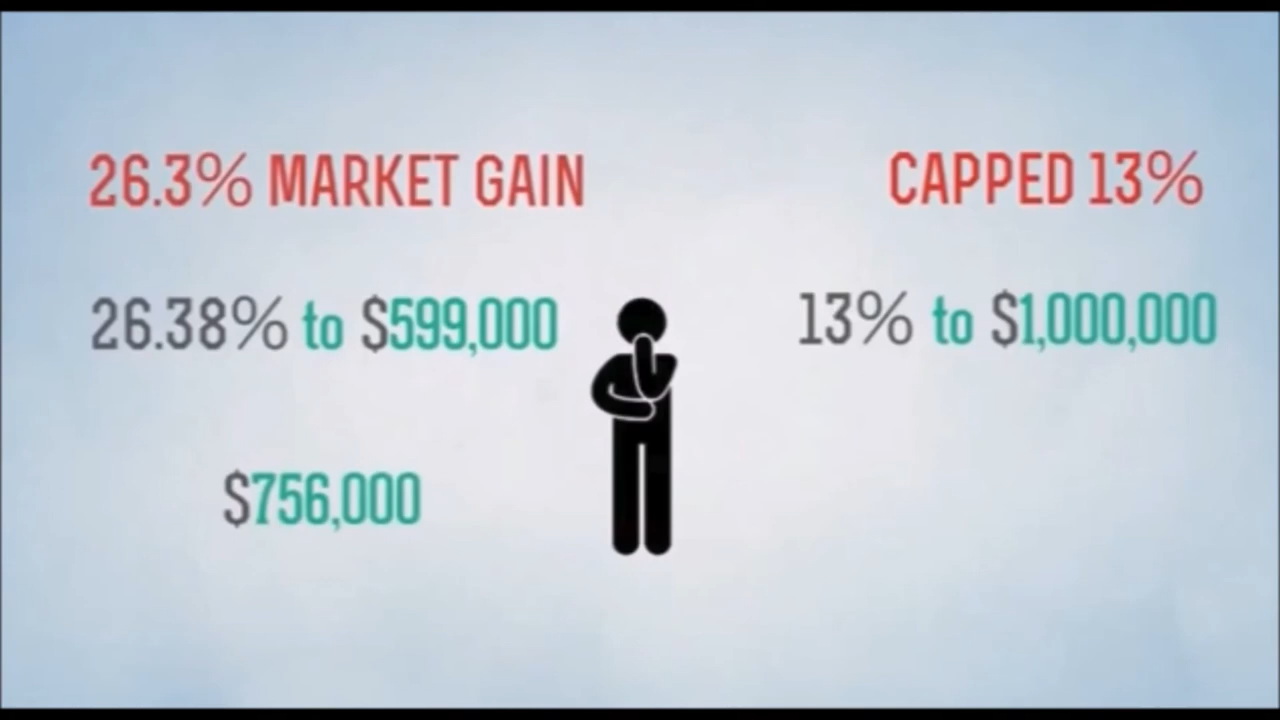 26.3% MARKET GAIN
CAPPED 13%
26.38% to $599,000
13% to $1,000,000
$756,000